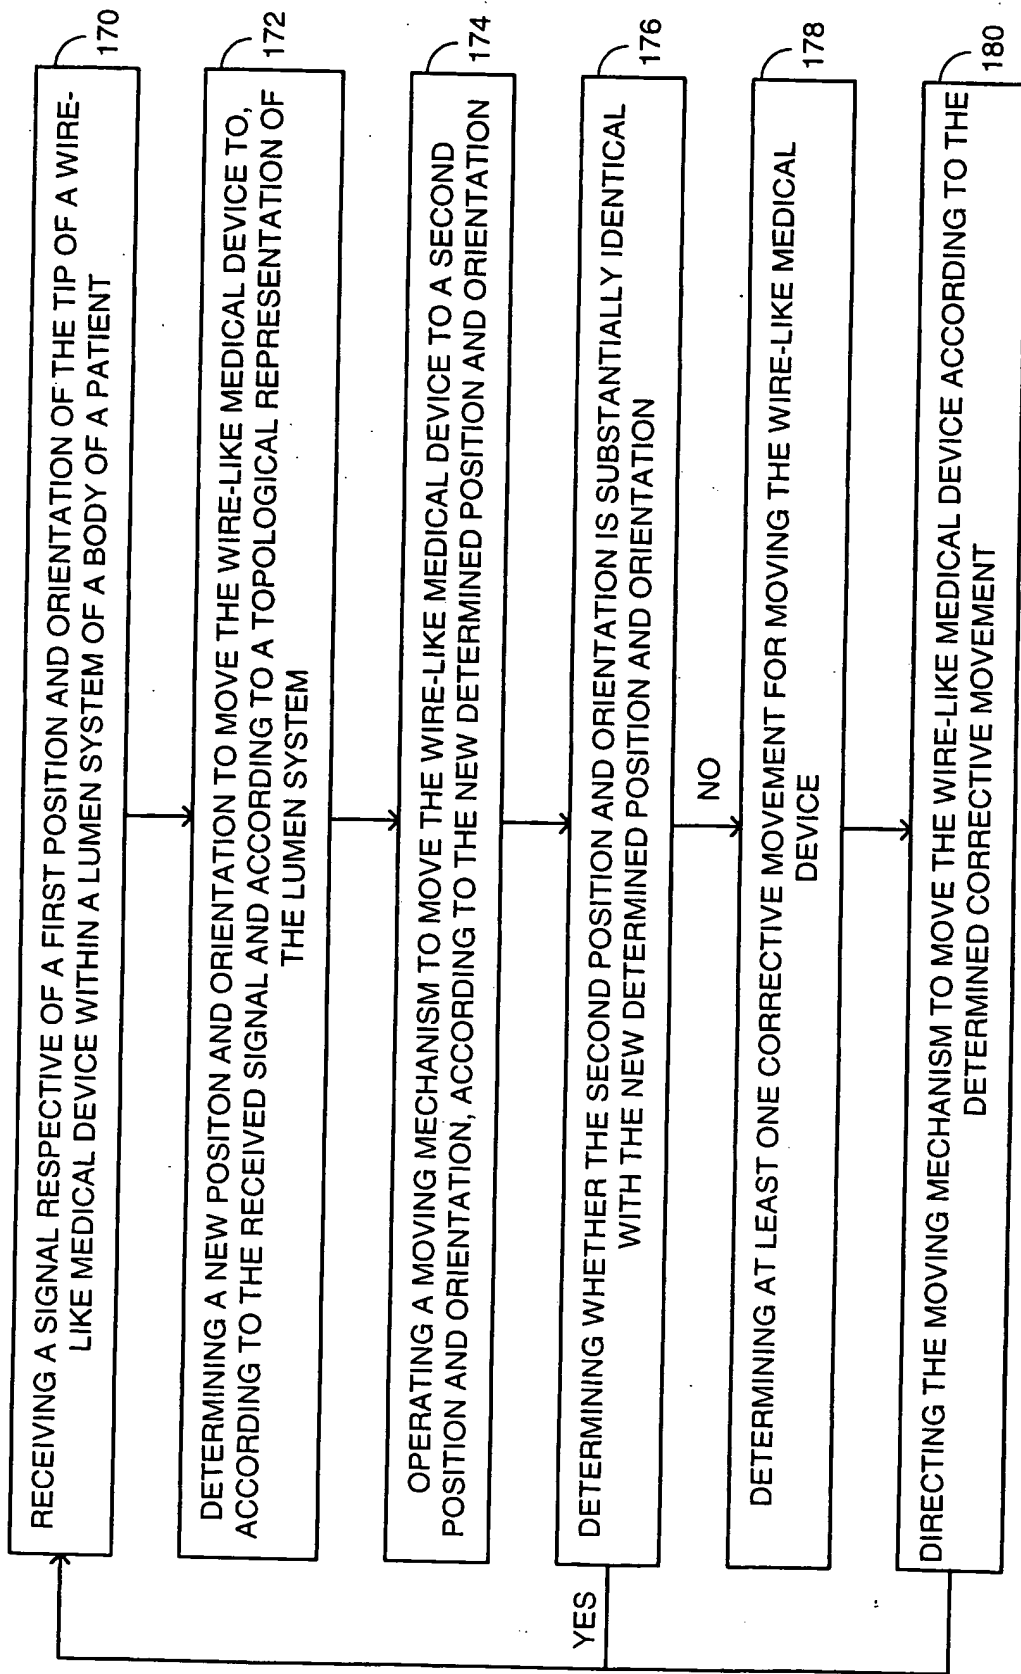 RECEIVING A SIGNAL RESPECTIVE OF A FIRST POSITION AND ORIENTATION OF THE TIP OF A WIRE-
LIKE MEDICAL DEVICE WITHIN A LUMEN SYSTEM OF A BODY OF A PATIENT
170
DETERMINING A NEW POSITON AND ORIENTATION TO MOVE THE WIRE-LIKE MEDICAL DEVICE TO,
ACCORDING TO THE RECEIVED SIGNAL AND ACCORDING TO A TOPOLOGICAL REPRESENTATION OF
THE LUMEN SYSTEM
172
OPERATING A MOVING MECHANISM TO MOVE THE WIRE-LIKE MEDICAL DEVICE TO A SECOND
POSITION AND ORIENTATION, ACCORDING TO THE NEW DETERMINED POSITION AND ORIENTATION
174
DETERMINING WHETHER THE SECOND POSITION AND ORIENTATION IS SUBSTANTIALLY IDENTICAL
WITH THE NEW DETERMINED POSITION AND ORIENTATION
176
YES
NO
DETERMINING AT LEAST ONE CORRECTIVE MOVEMENT FOR MOVING THE WIRE-LIKE MEDICAL
DEVICE
178
DIRECTING THE MOVING MECHANISM TO MOVE THE WIRE-LIKE MEDICAL DEVICE ACCORDING TO THE
DETERMINED CORRECTIVE MOVEMENT
180